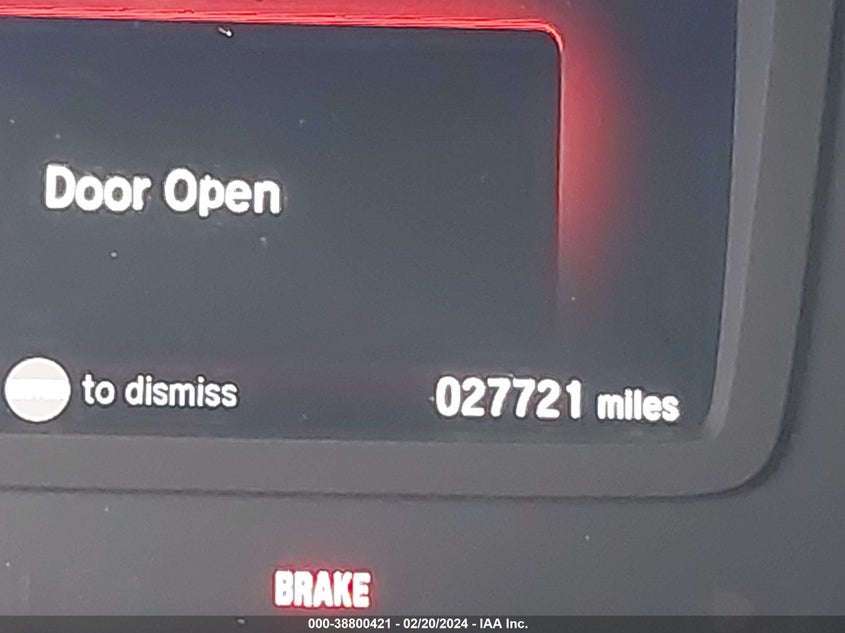 Door Open
to dismiss
027721 miles
BRAKE
000-38800421 - 02/20/2024 - IAA Inc.